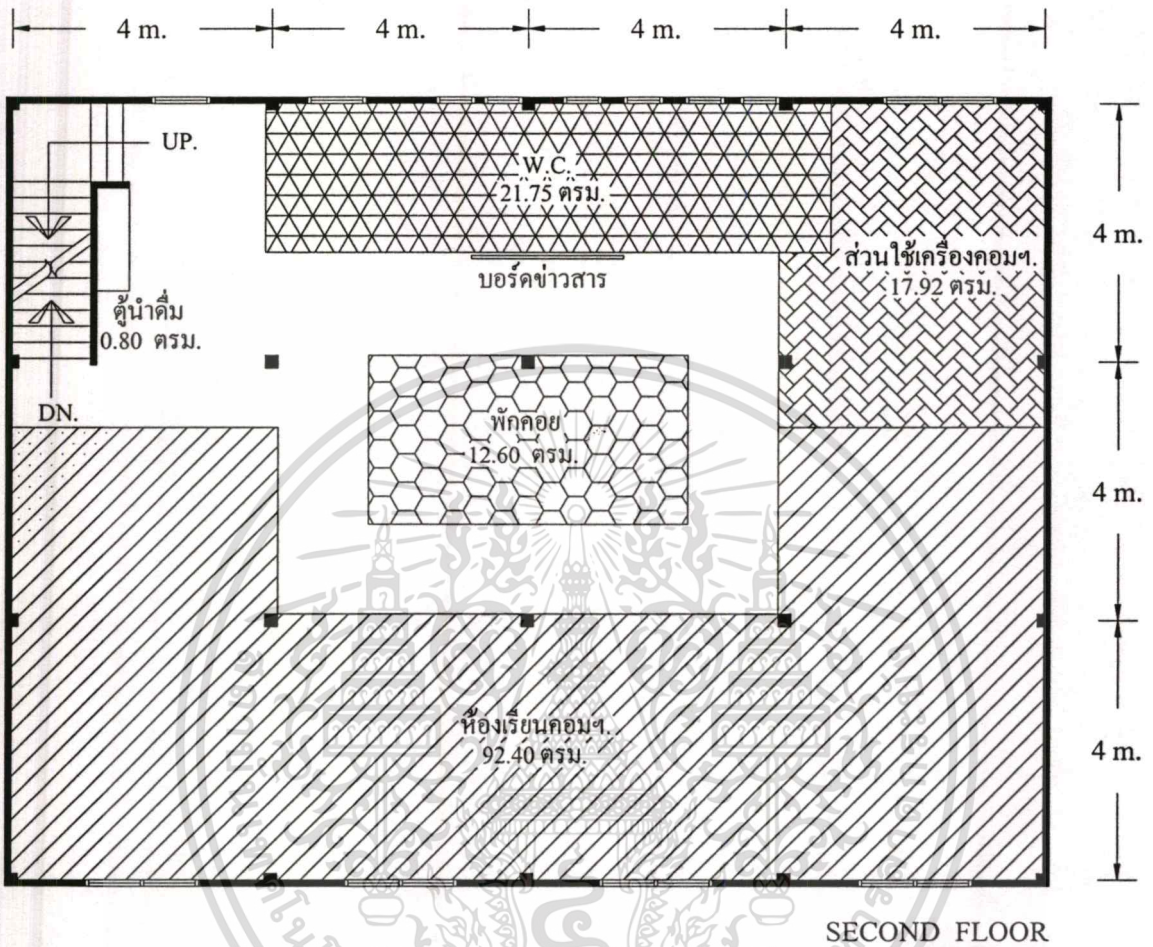 4 m. 4 m. 4 m. 4 m.
UP.
W.C.
21.75 ตรม.
4 m.
ส่วนใช้เครื่องคอมฯ.
17.92 ตรม.
บอร์ดข่าวสาร
ตู้น้ำดื่ม
0.80 ตรม.
DN.
พักคอย
12.60 ตรม.
4 m.
ห้องเรียนคอมฯ.
92.40 ตรม.
4 m.
SECOND FLOOR